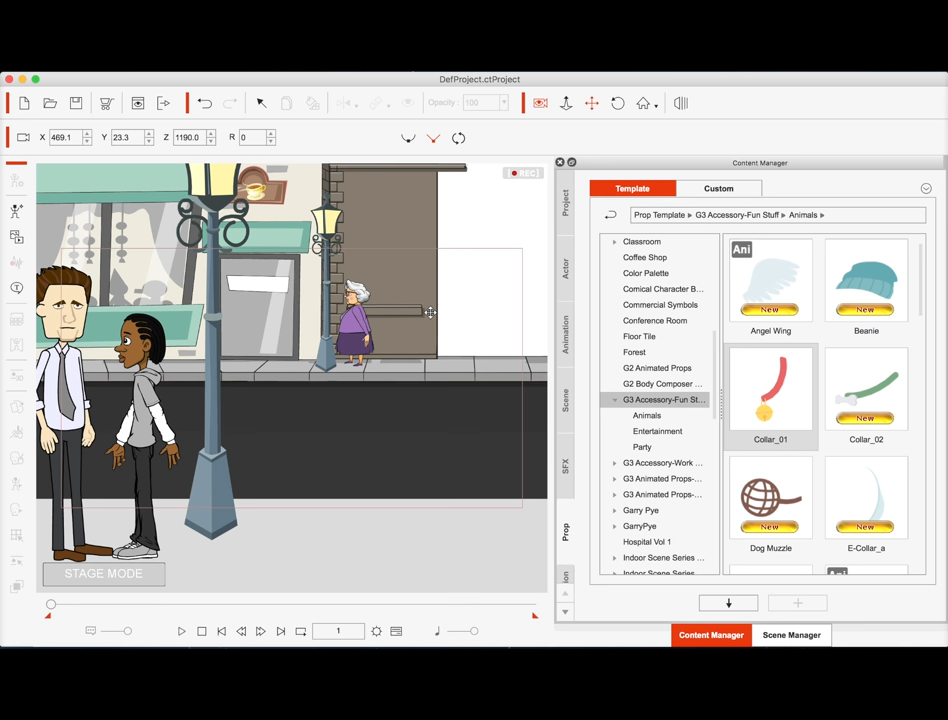 DefProject.ctProject
Opacity : 100
X 469.1 Y 23.3 Z 1190.0 R 0
Content Manager
REC
Template Custom
Project
Actor
Animation
Scene
SFX
Prop
Prop Template ▸ G3 Accessory-Fun Stuff ▸ Animals ▸
Classroom
Coffee Shop
Color Palette
Comical Character B...
Commercial Symbols
Conference Room
Floor Tile
Forest
G2 Animated Props
G2 Body Composer ...
G3 Accessory-Fun St...
Animals
Entertainment
Party
G3 Accessory-Work ...
G3 Animated Props-...
G3 Animated Props-...
Garry Pye
GarryPye
Hospital Vol 1
Indoor Scene Series ...
Indoor Scene Series
Ani
New New
Angel Wing Beanie
New
Collar_01 Collar_02
New New
Dog Muzzle E-Collar_a
Ani
STAGE MODE
1
Content Manager Scene Manager